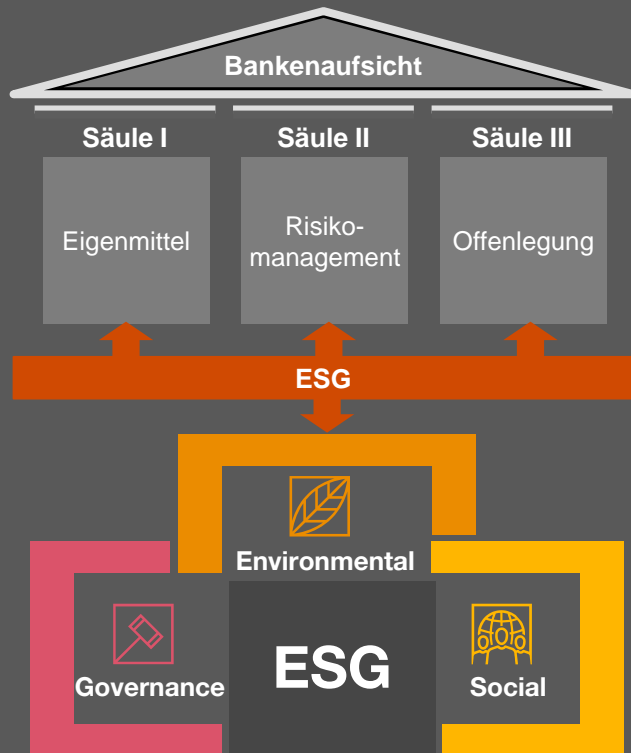 Bankenaufsicht
Säule I
Säule II
Säule III
Eigenmittel
Risiko-
management
Offenlegung
ESG
Environmental
Governance
ESG
Social